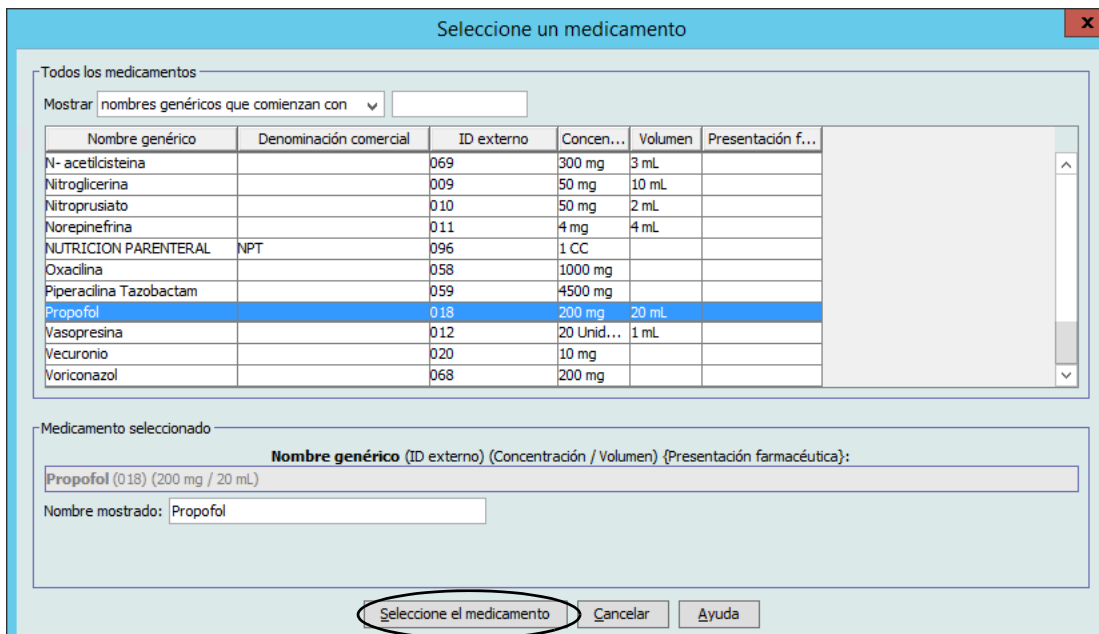 Seleccione un medicamento
x
Todos los medicamentos
Mostrar nombres genéricos que comienzan con
Nombre genérico Denominación comercial ID externo Concen... Volumen Presentación f...
N- acetilcisteina 069 300 mg 3 mL
Nitroglicerina 009 50 mg 10 mL
Nitroprusiato 010 50 mg 2 mL
Norepinefrina 011 4 mg 4 mL
NUTRICION PARENTERAL NPT 096 1 CC
Oxacilina 058 1000 mg
Piperacilina Tazobactam 059 4500 mg
Propofol 018 200 mg 20 mL
Vasopresina 012 20 Unid... 1 mL
Vecuronio 020 10 mg
Voriconazol 068 200 mg
Medicamento seleccionado
Nombre genérico (ID externo) (Concentración / Volumen) {Presentación farmacéutica}:
Propofol (018) (200 mg / 20 mL)
Nombre mostrado: Propofol
Seleccione el medicamento Cancelar Ayuda